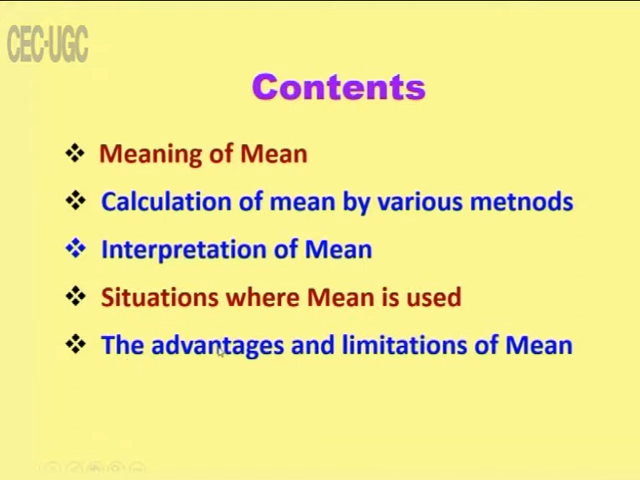 CEC-UGC
Contents
Meaning of Mean
Calculation of mean by various metnods
Interpretation of Mean
Situations where Mean is used
The advantages and limitations of Mean